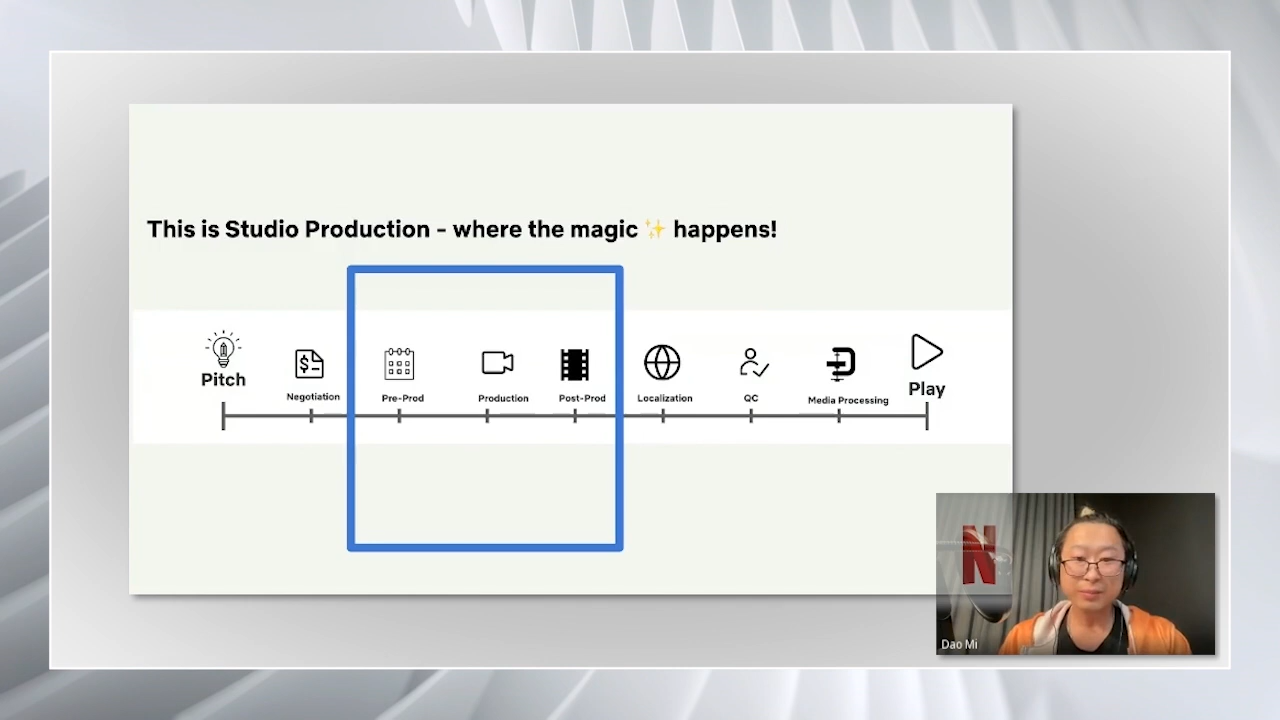 This is Studio Production - where the magic ✨ happens!
Pitch
Negotiation
Pre-Prod
Production
Post-Prod
Localization
QC
Media Processing
Play
N
Dao Mi